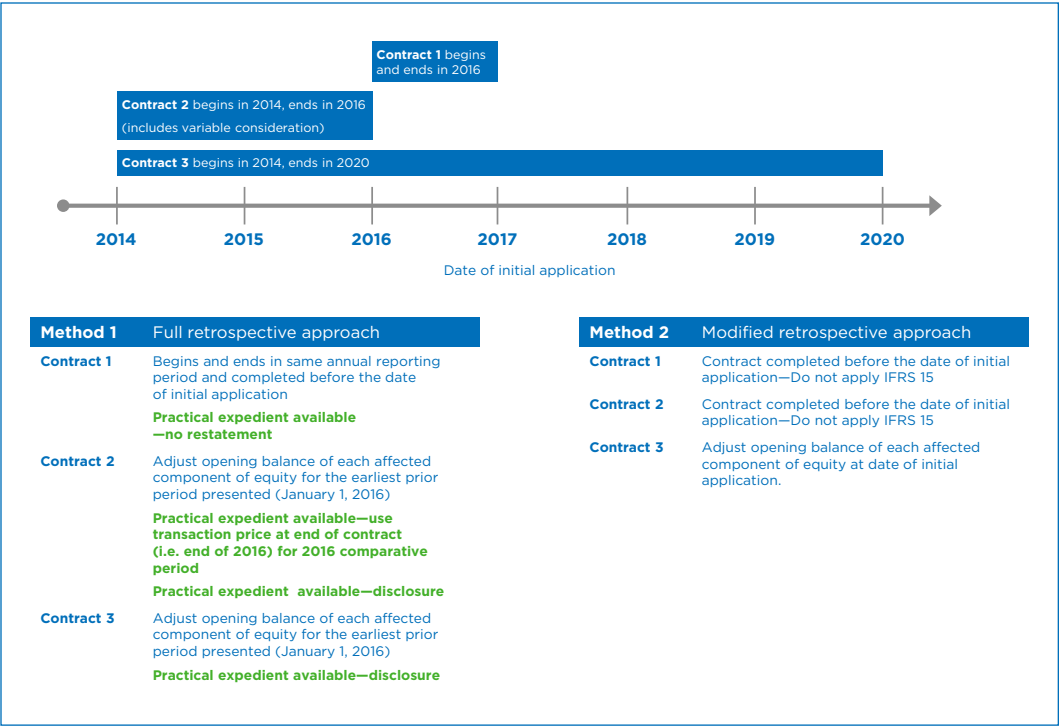 Contract 1 begins
and ends in 2016
Contract 2 begins in 2014, ends in 2016
(includes variable consideration)
Contract 3 begins in 2014, ends in 2020
2014 2015 2016 2017 2018 2019 2020
Date of initial application
Method 1 Full retrospective approach
Contract 1 Begins and ends in same annual reporting
period and completed before the date
of initial application
Practical expedient available
—no restatement
Contract 2 Adjust opening balance of each affected
component of equity for the earliest prior
period presented (January 1, 2016)
Practical expedient available—use
transaction price at end of contract
(i.e. end of 2016) for 2016 comparative
period
Practical expedient available—disclosure
Contract 3 Adjust opening balance of each affected
component of equity for the earliest prior
period presented (January 1, 2016)
Practical expedient available—disclosure
Method 2 Modified retrospective approach
Contract 1 Contract completed before the date of initial
application—Do not apply IFRS 15
Contract 2 Contract completed before the date of initial
application—Do not apply IFRS 15
Contract 3 Adjust opening balance of each affected
component of equity at date of initial
application.